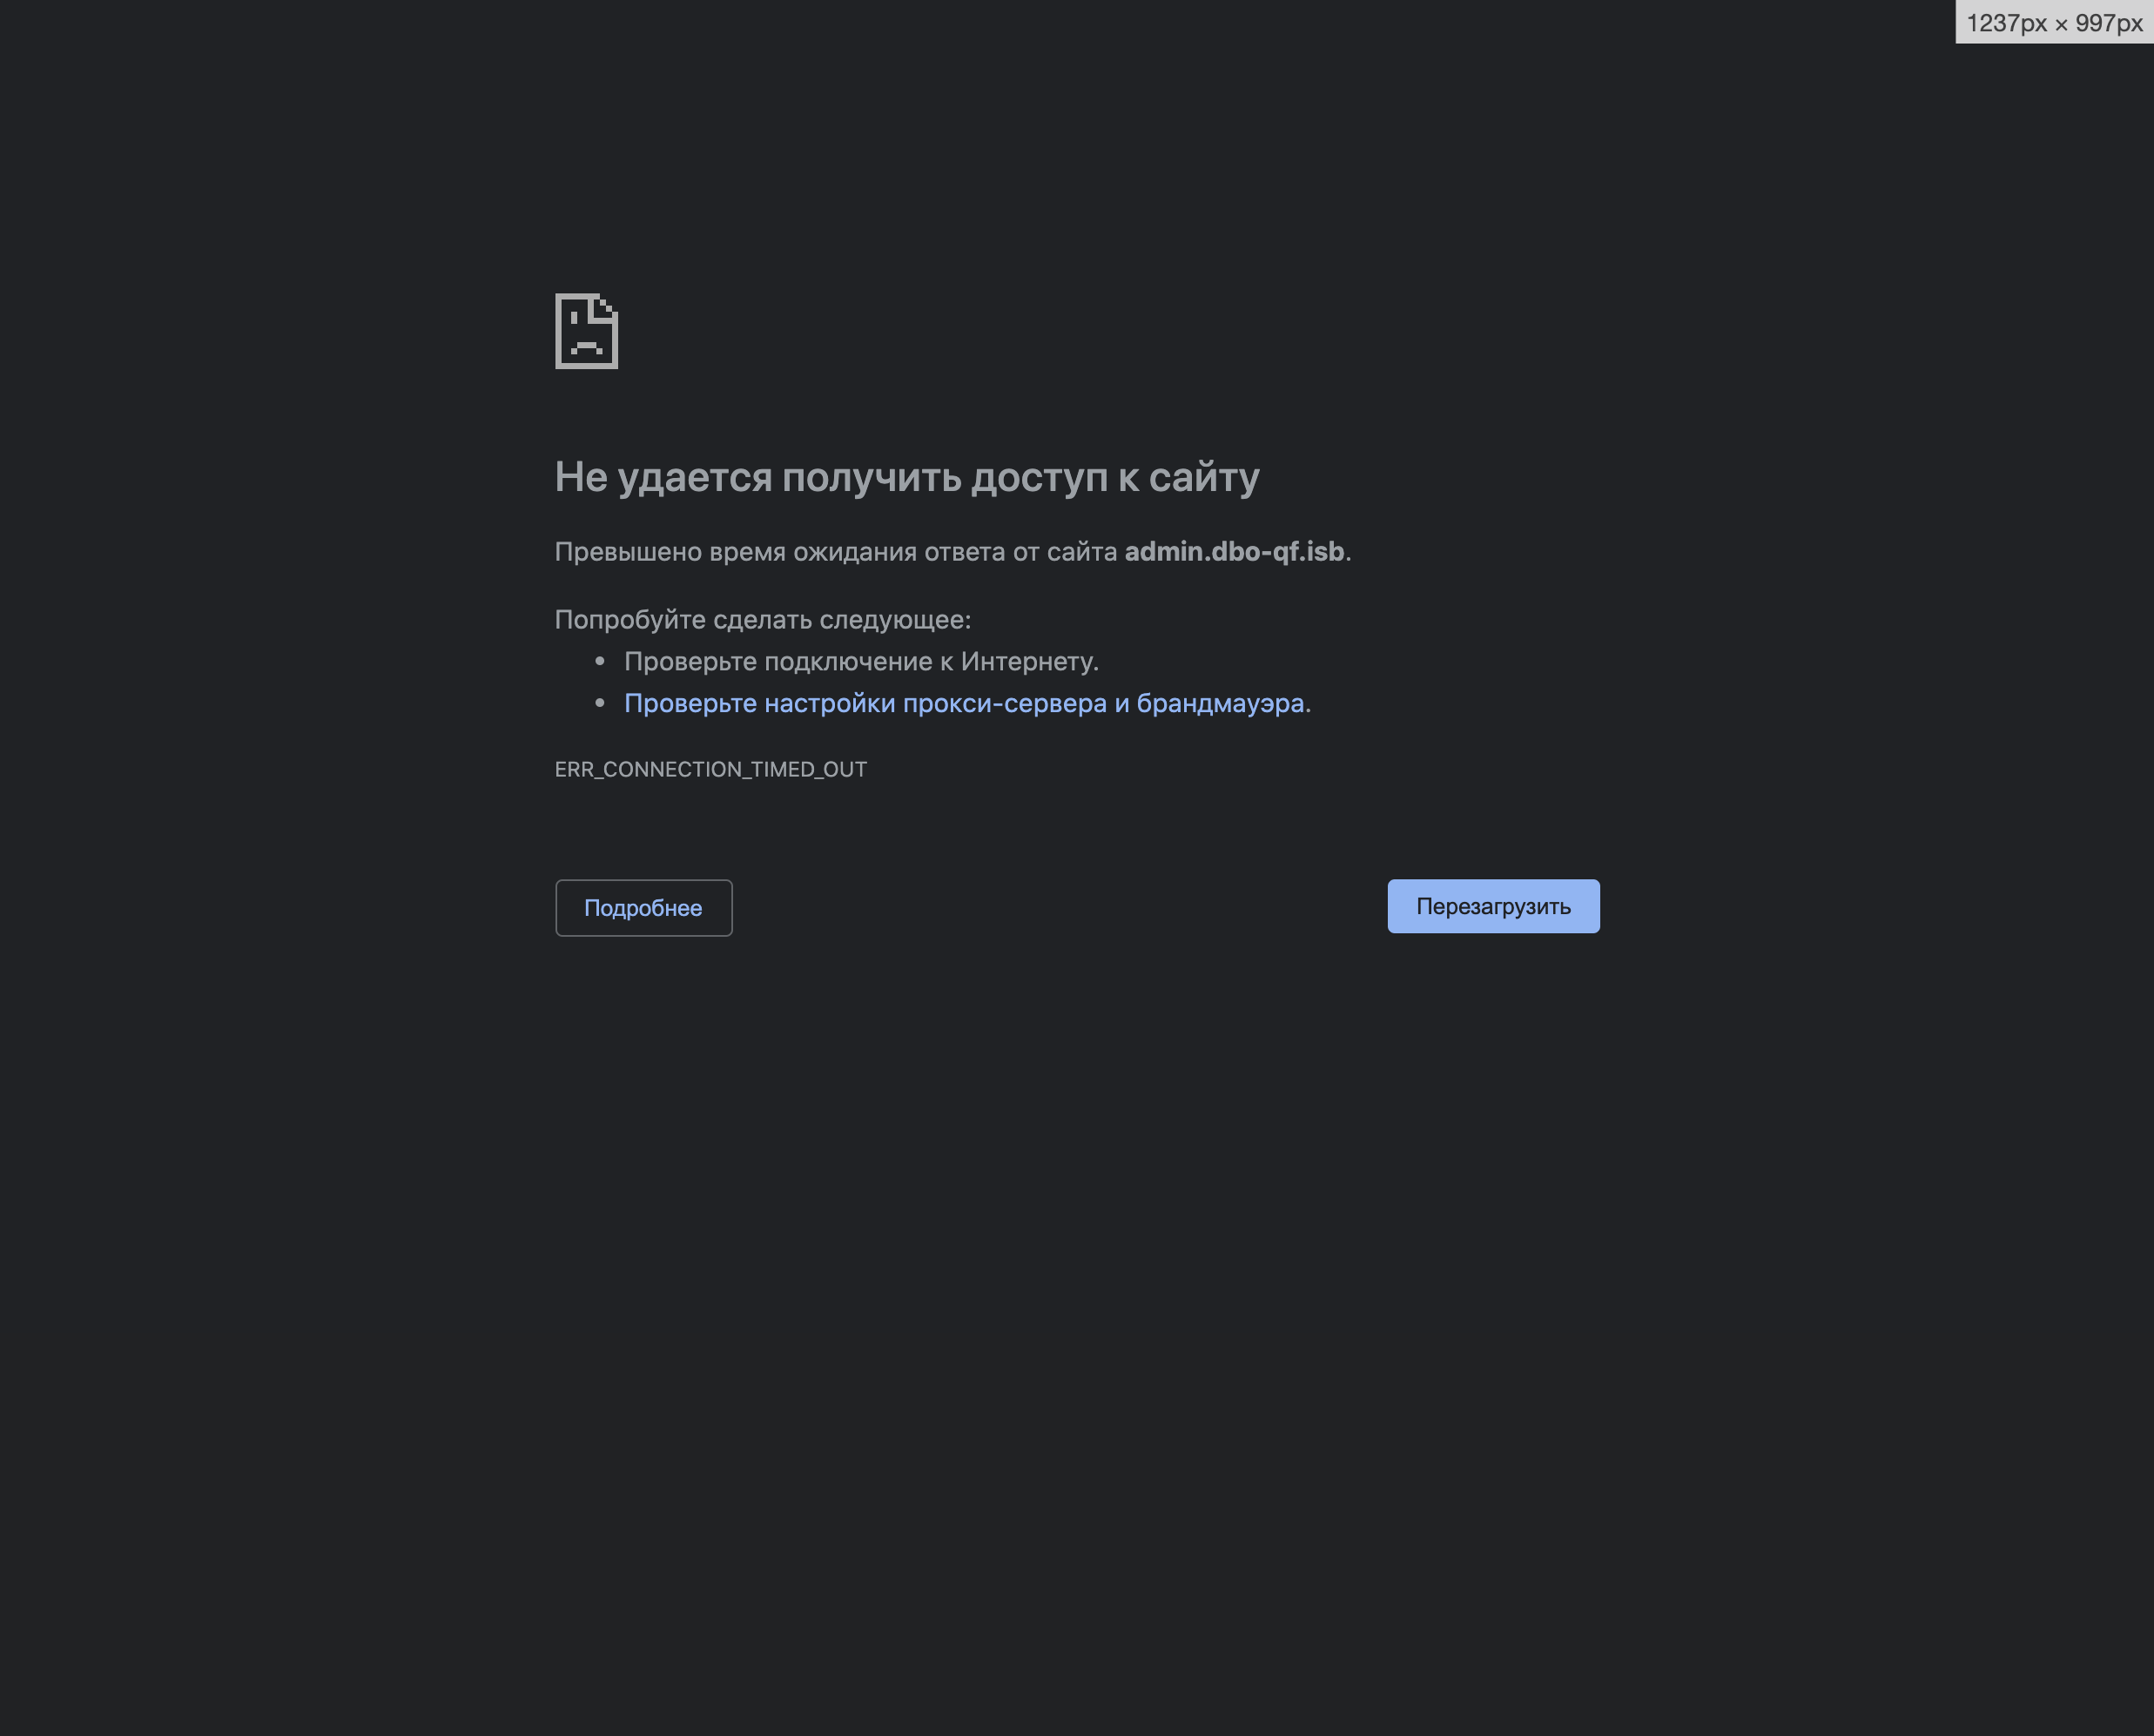 1237px × 997px
Не удается получить доступ к сайту
Превышено время ожидания ответа от сайта admin.dbo-qf.isb.
Попробуйте сделать следующее:
• Проверьте подключение к Интернету.
• Проверьте настройки прокси-сервера и брандмауэра.
ERR_CONNECTION_TIMED_OUT
Подробнее
Перезагрузить